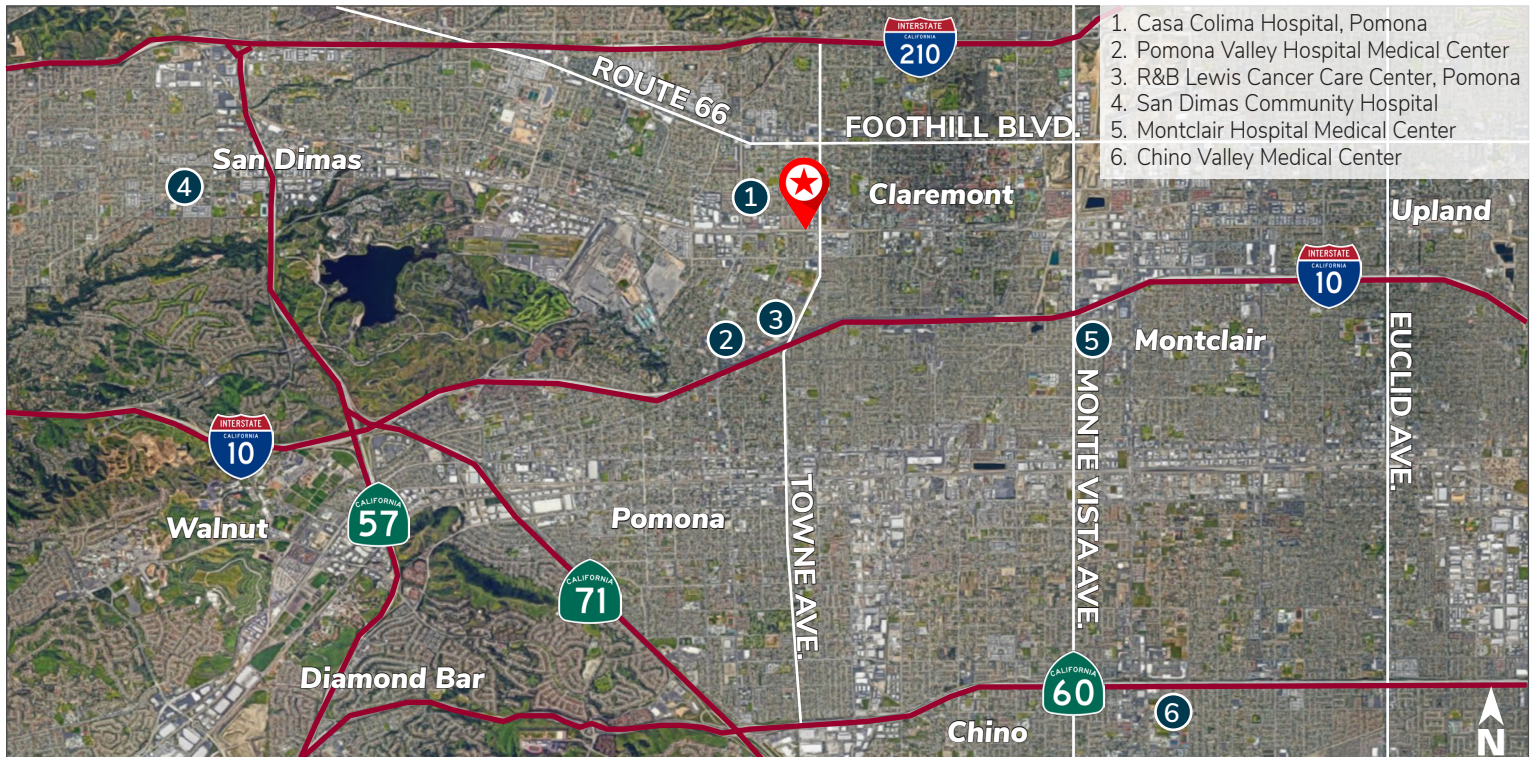 INTERSTATE
CALIFORNIA
210
1. Casa Colima Hospital, Pomona
2. Pomona Valley Hospital Medical Center
3. R&B Lewis Cancer Care Center, Pomona
4. San Dimas Community Hospital
5. Montclair Hospital Medical Center
6. Chino Valley Medical Center
ROUTE 66
FOOTHILL BLVD.
San Dimas
4
1
Claremont
Upland
INTERSTATE
CALIFORNIA
10
3
2
5
Montclair
EUCLID AVE.
MONTE VISTA AVE.
INTERSTATE
CALIFORNIA
10
TOWNE AVE.
CALIFORNIA
57
Walnut
Pomona
CALIFORNIA
71
Diamond Bar
CALIFORNIA
60
6
Chino
N